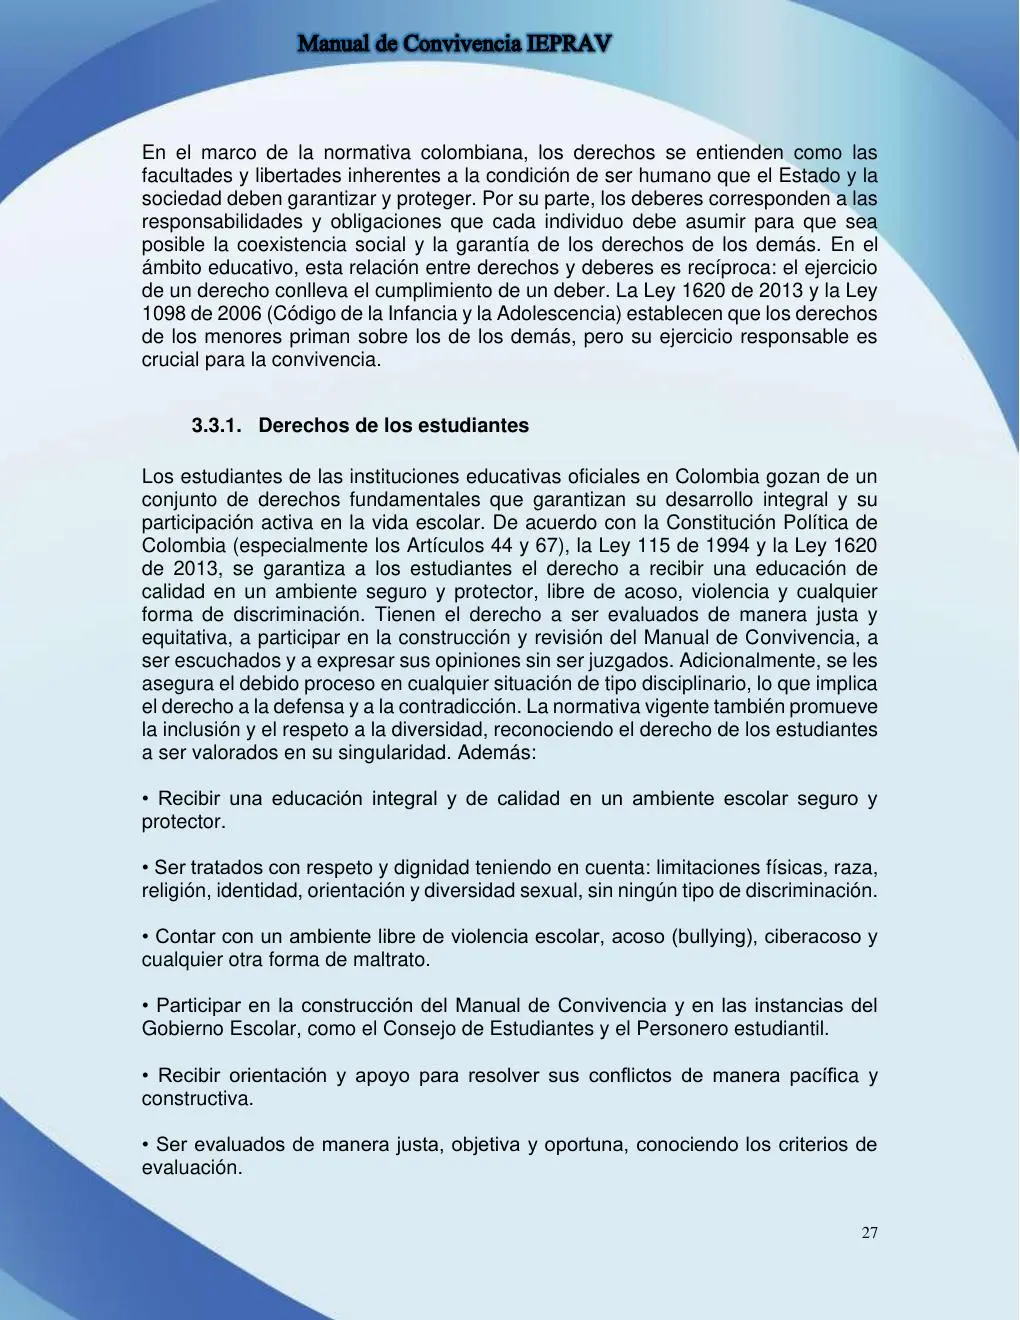 Manual de Convivencia IEPRAV
En el marco de la normativa colombiana, los derechos se entienden como las
facultades y libertades inherentes a la condición de ser humano que el Estado y la
sociedad deben garantizar y proteger. Por su parte, los deberes corresponden a las
responsabilidades y obligaciones que cada individuo debe asumir para que sea
posible la coexistencia social y la garantía de los derechos de los demás. En el
ámbito educativo, esta relación entre derechos y deberes es recíproca: el ejercicio
de un derecho conlleva el cumplimiento de un deber. La Ley 1620 de 2013 y la Ley
1098 de 2006 (Código de la Infancia y la Adolescencia) establecen que los derechos
de los menores priman sobre los de los demás, pero su ejercicio responsable es
crucial para la convivencia.
3.3.1. Derechos de los estudiantes
Los estudiantes de las instituciones educativas oficiales en Colombia gozan de un
conjunto de derechos fundamentales que garantizan su desarrollo integral y su
participación activa en la vida escolar. De acuerdo con la Constitución Política de
Colombia (especialmente los Artículos 44 y 67), la Ley 115 de 1994 y la Ley 1620
de 2013, se garantiza a los estudiantes el derecho a recibir una educación de
calidad en un ambiente seguro y protector, libre de acoso, violencia y cualquier
forma de discriminación. Tienen el derecho a ser evaluados de manera justa y
equitativa, a participar en la construcción y revisión del Manual de Convivencia, a
ser escuchados y a expresar sus opiniones sin ser juzgados. Adicionalmente, se les
asegura el debido proceso en cualquier situación de tipo disciplinario, lo que implica
el derecho a la defensa y a la contradicción. La normativa vigente también promueve
la inclusión y el respeto a la diversidad, reconociendo el derecho de los estudiantes
a ser valorados en su singularidad. Además:
• Recibir una educación integral y de calidad en un ambiente escolar seguro y
protector.
• Ser tratados con respeto y dignidad teniendo en cuenta: limitaciones físicas, raza,
religión, identidad, orientación y diversidad sexual, sin ningún tipo de discriminación.
• Contar con un ambiente libre de violencia escolar, acoso (bullying), ciberacoso y
cualquier otra forma de maltrato.
• Participar en la construcción del Manual de Convivencia y en las instancias del
Gobierno Escolar, como el Consejo de Estudiantes y el Personero estudiantil.
• Recibir orientación y apoyo para resolver sus conflictos de manera pacífica y
constructiva.
• Ser evaluados de manera justa, objetiva y oportuna, conociendo los criterios de
evaluación.
27